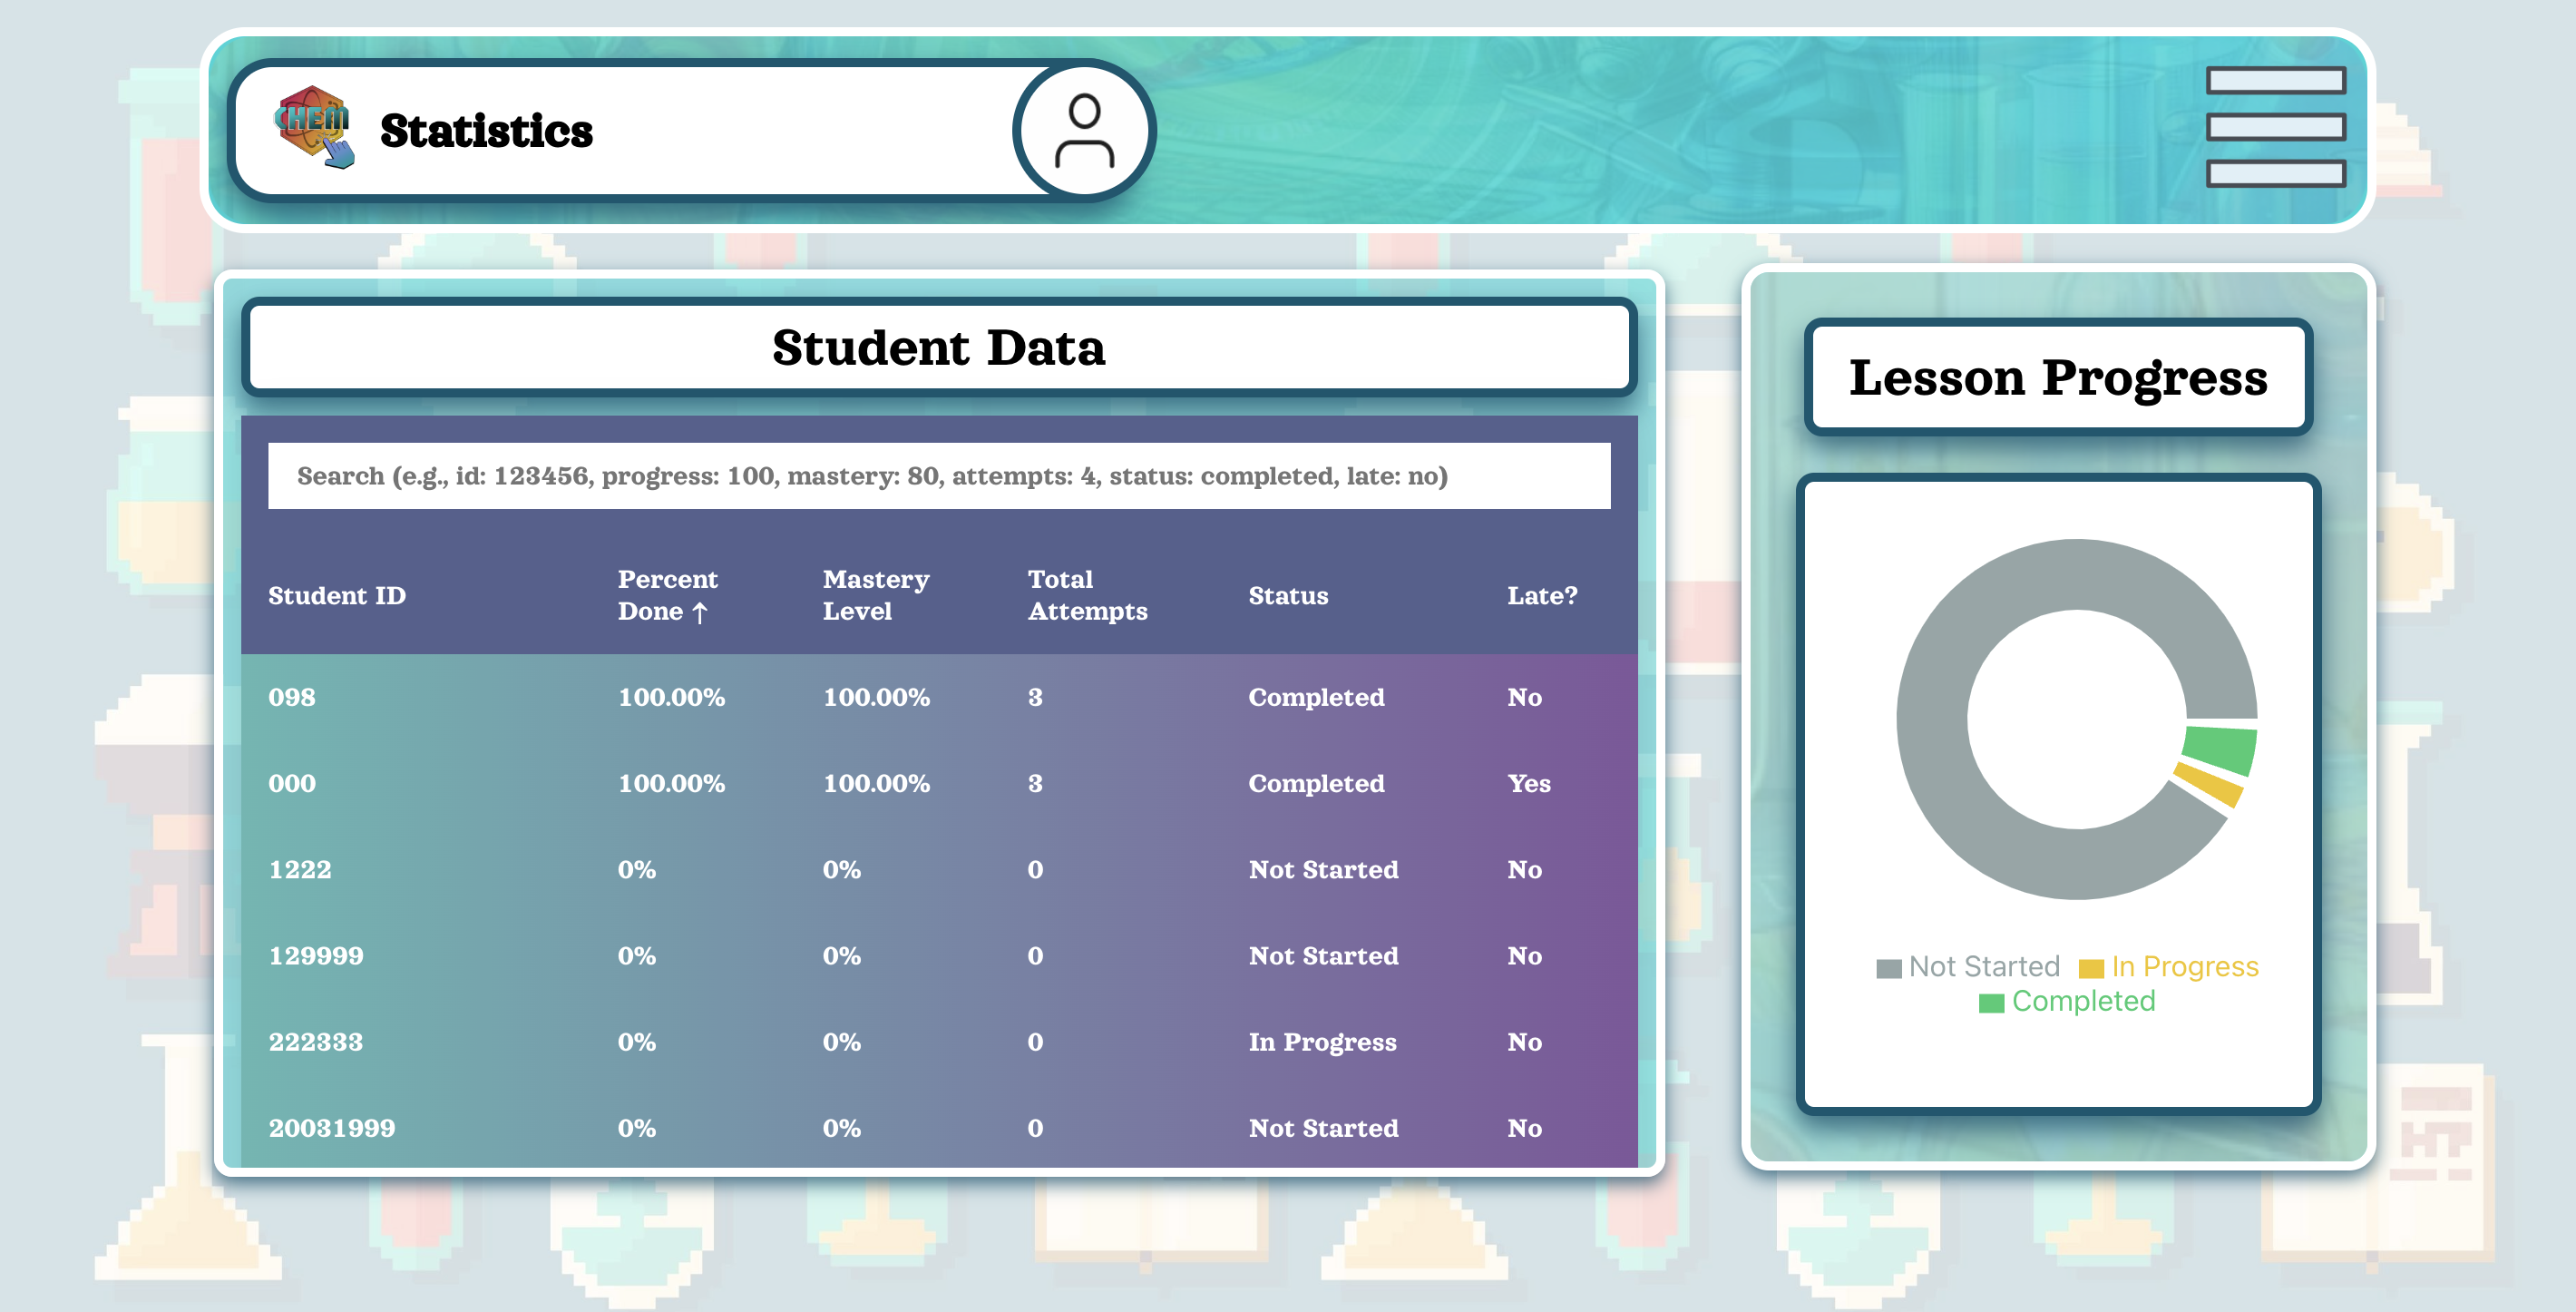 CHEM
Statistics
Student Data
Search (e.g., id: 123456, progress: 100, mastery: 80, attempts: 4, status: completed, late: no)
Student ID Percent Done ↑ Mastery Level Total Attempts Status Late?
098 100.00% 100.00% 3 Completed No
000 100.00% 100.00% 3 Completed Yes
1222 0% 0% 0 Not Started No
129999 0% 0% 0 Not Started No
222333 0% 0% 0 In Progress No
20031999 0% 0% 0 Not Started No
Lesson Progress
Not Started In Progress
Completed